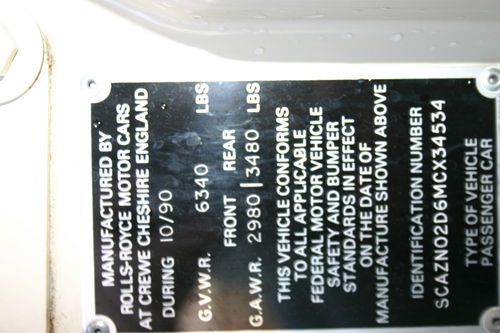 MANUFACTURED BY
ROLLS-ROYCE MOTOR CARS
AT CREWE CHESHIRE ENGLAND
DURING 10/90
G.V.W.R. 6340 LBS
FRONT REAR
G.A.W.R. 2980 | 3480 LBS
THIS VEHICLE CONFORMS
TO ALL APPLICABLE
FEDERAL MOTOR VEHICLE
SAFETY AND BUMPER
STANDARDS IN EFFECT
ON THE DATE OF
MANUFACTURE SHOWN ABOVE
IDENTIFICATION NUMBER
SCAZN02D6MCX34534
TYPE OF VEHICLE
PASSENGER CAR